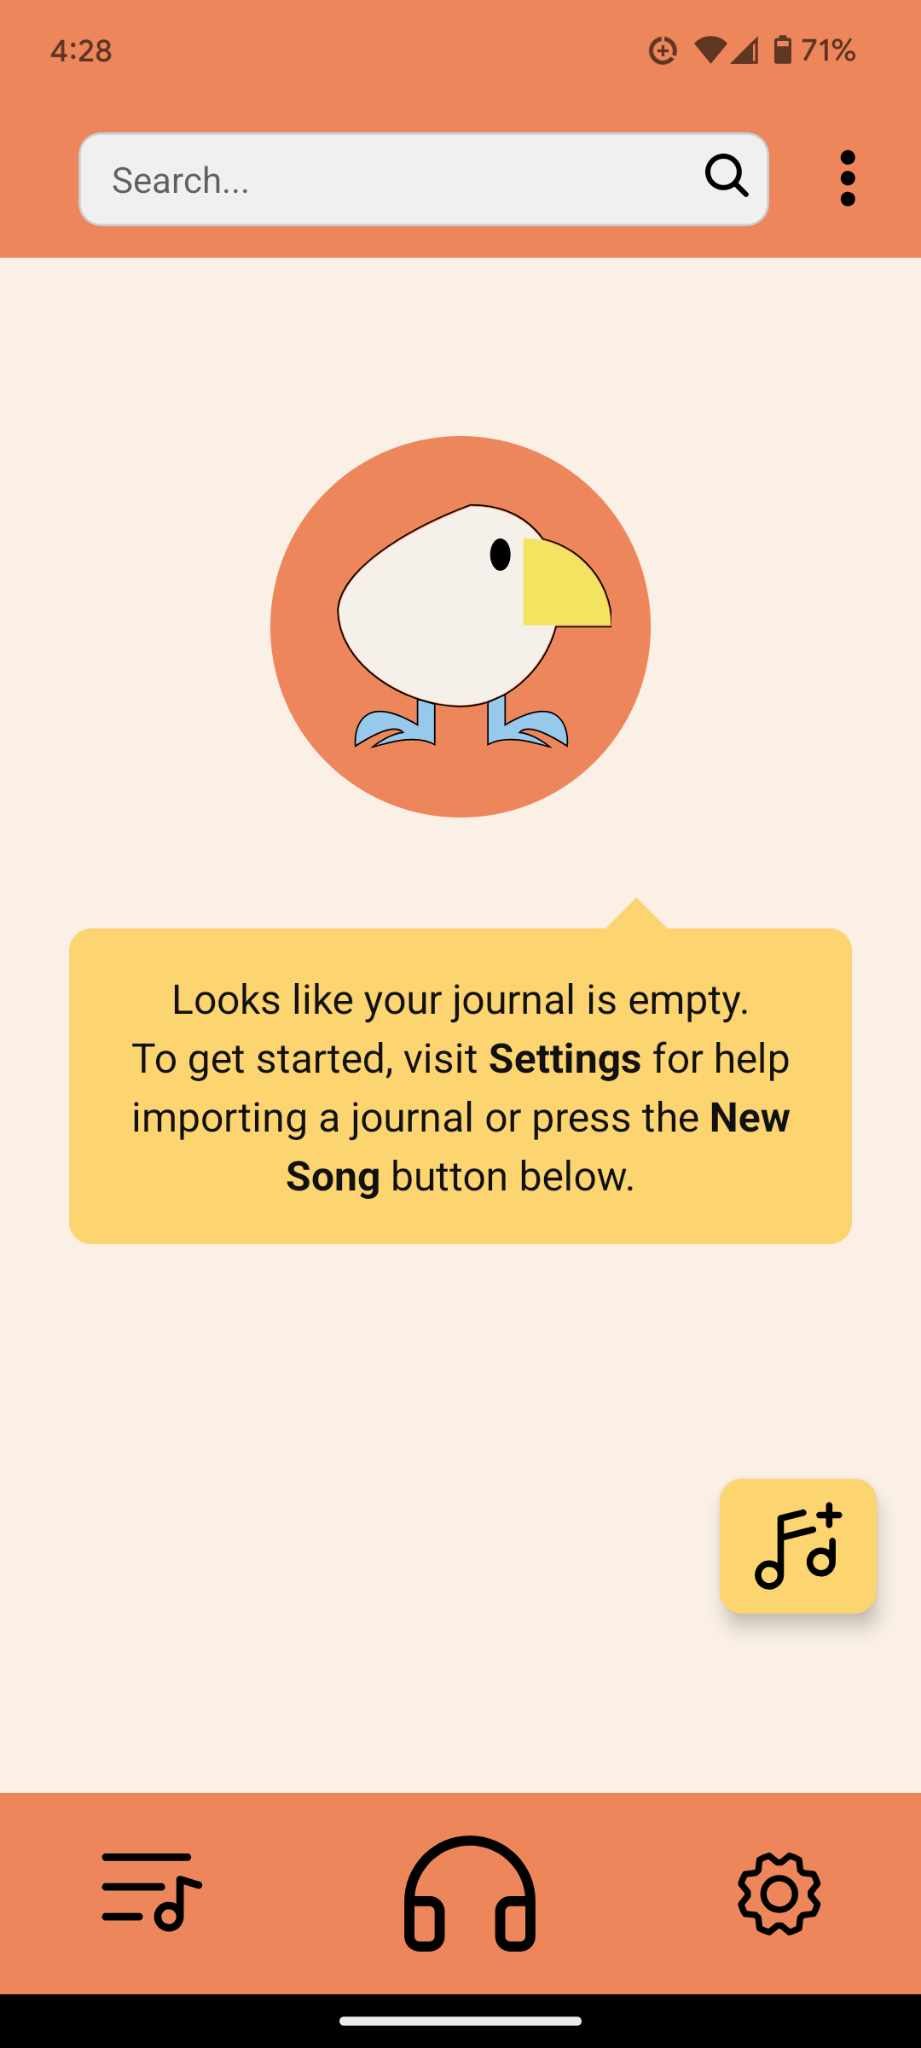 4:28
71%
Search...
Looks like your journal is empty.
To get started, visit Settings for help
importing a journal or press the New
Song button below.